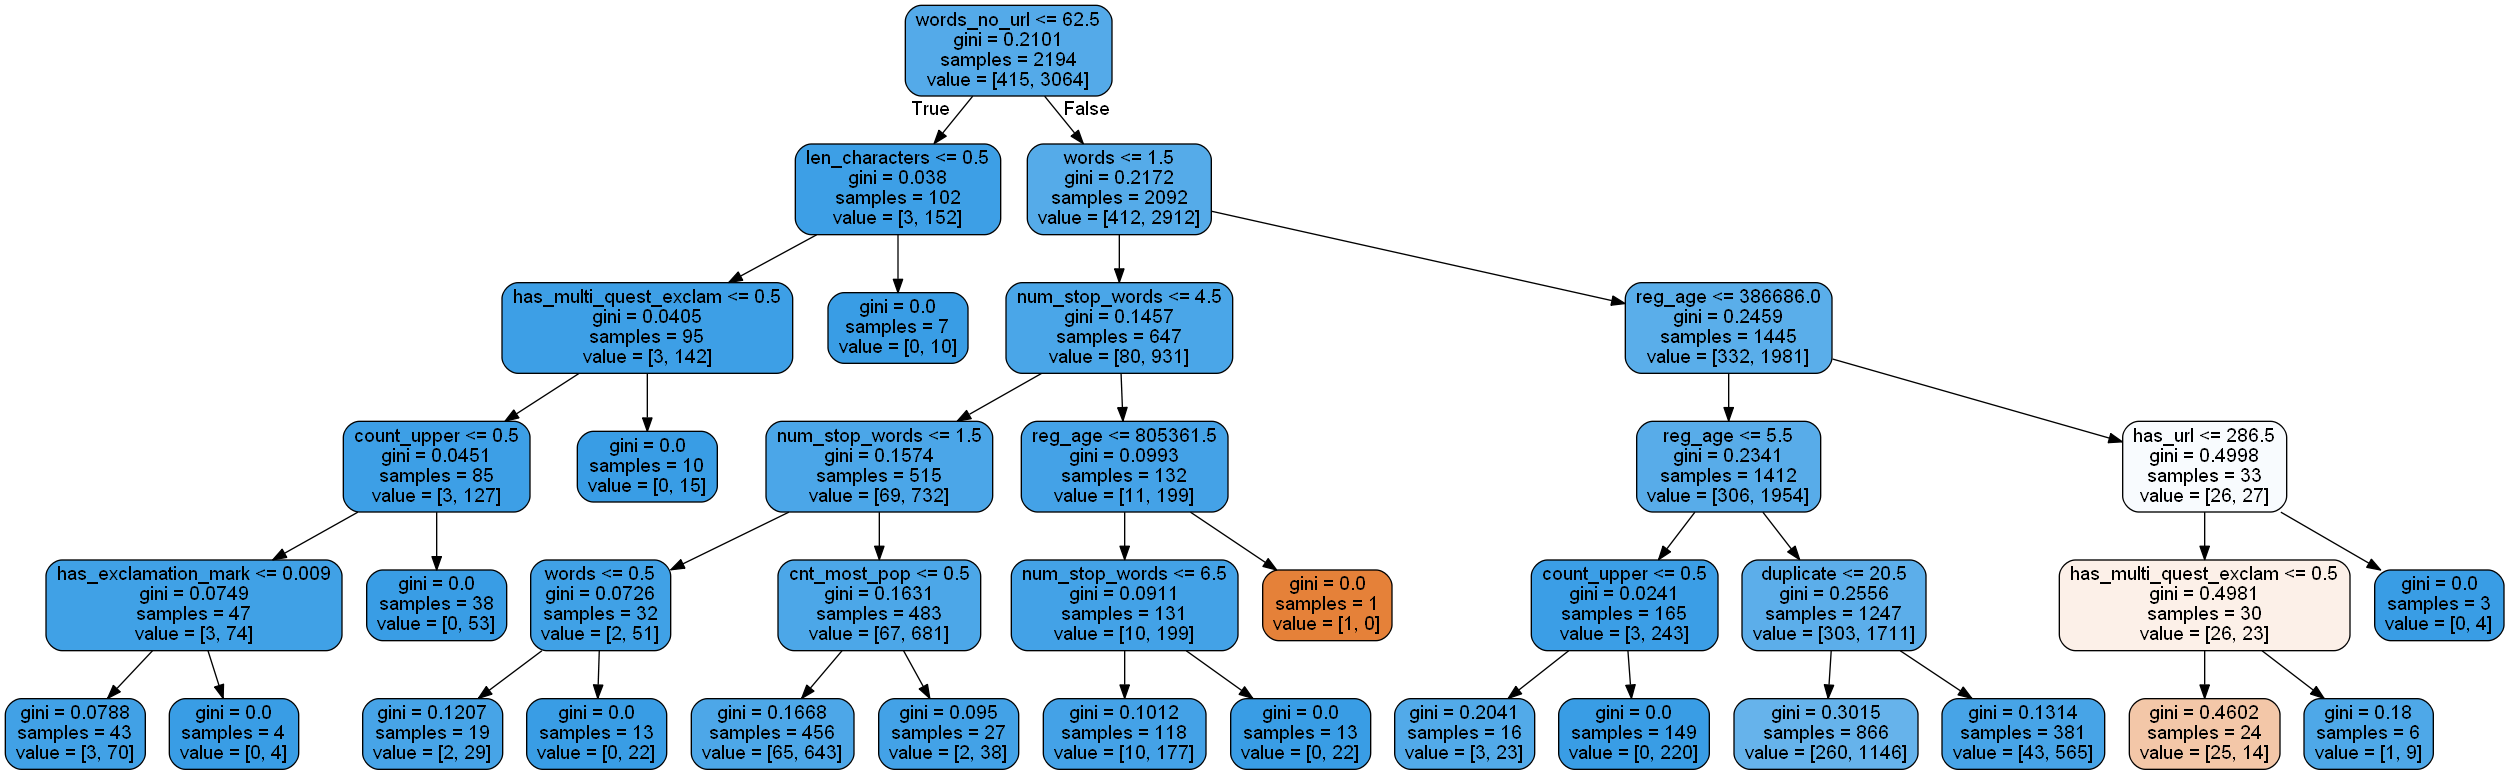 words_no_url <= 62.5
gini = 0.2101
samples = 2194
value = [415, 3064]
True
False
len_characters <= 0.5
gini = 0.038
samples = 102
value = [3, 152]
words <= 1.5
gini = 0.2172
samples = 2092
value = [412, 2912]
has_multi_quest_exclam <= 0.5
gini = 0.0405
samples = 95
value = [3, 142]
gini = 0.0
samples = 7
value = [0, 10]
num_stop_words <= 4.5
gini = 0.1457
samples = 647
value = [80, 931]
reg_age <= 386686.0
gini = 0.2459
samples = 1445
value = [332, 1981]
count_upper <= 0.5
gini = 0.0451
samples = 85
value = [3, 127]
gini = 0.0
samples = 10
value = [0, 15]
num_stop_words <= 1.5
gini = 0.1574
samples = 515
value = [69, 732]
reg_age <= 805361.5
gini = 0.0993
samples = 132
value = [11, 199]
reg_age <= 5.5
gini = 0.2341
samples = 1412
value = [306, 1954]
has_url <= 286.5
gini = 0.4998
samples = 33
value = [26, 27]
has_exclamation_mark <= 0.009
gini = 0.0749
samples = 47
value = [3, 74]
gini = 0.0
samples = 38
value = [0, 53]
words <= 0.5
gini = 0.0726
samples = 32
value = [2, 51]
cnt_most_pop <= 0.5
gini = 0.1631
samples = 483
value = [67, 681]
num_stop_words <= 6.5
gini = 0.0911
samples = 131
value = [10, 199]
gini = 0.0
samples = 1
value = [1, 0]
count_upper <= 0.5
gini = 0.0241
samples = 165
value = [3, 243]
duplicate <= 20.5
gini = 0.2556
samples = 1247
value = [303, 1711]
has_multi_quest_exclam <= 0.5
gini = 0.4981
samples = 30
value = [26, 23]
gini = 0.0
samples = 3
value = [0, 4]
gini = 0.0788
samples = 43
value = [3, 70]
gini = 0.0
samples = 4
value = [0, 4]
gini = 0.1207
samples = 19
value = [2, 29]
gini = 0.0
samples = 13
value = [0, 22]
gini = 0.1668
samples = 456
value = [65, 643]
gini = 0.095
samples = 27
value = [2, 38]
gini = 0.1012
samples = 118
value = [10, 177]
gini = 0.0
samples = 13
value = [0, 22]
gini = 0.2041
samples = 16
value = [3, 23]
gini = 0.0
samples = 149
value = [0, 220]
gini = 0.3015
samples = 866
value = [260, 1146]
gini = 0.1314
samples = 381
value = [43, 565]
gini = 0.4602
samples = 24
value = [25, 14]
gini = 0.18
samples = 6
value = [1, 9]